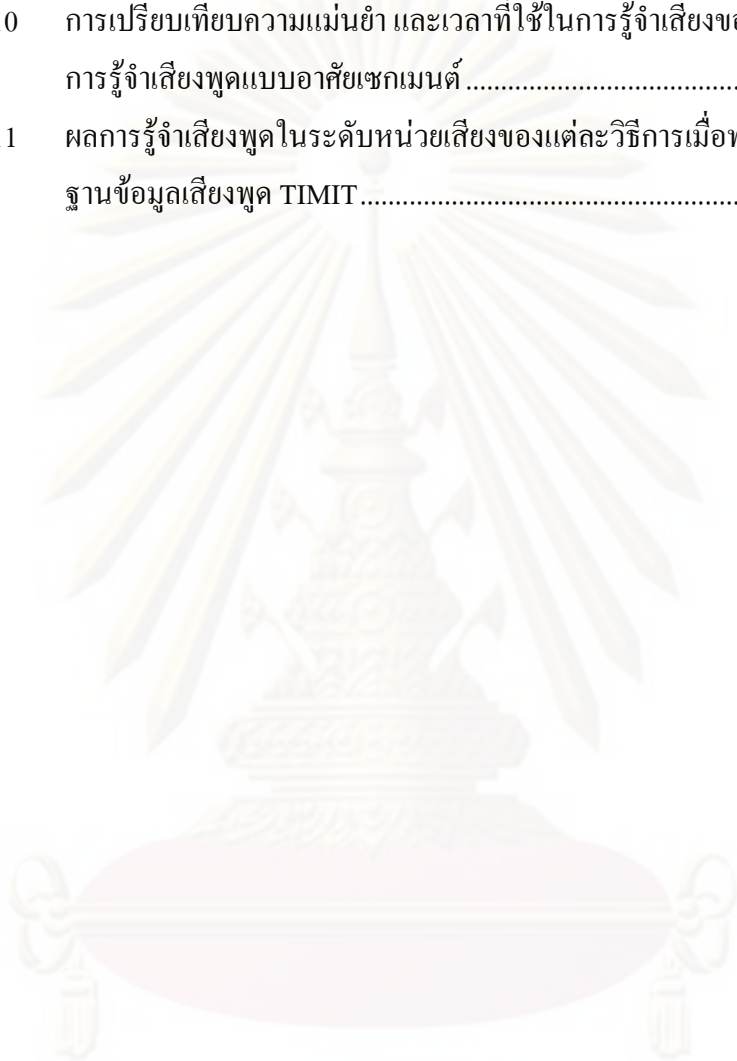 0 การเปรียบเทียบความแม่นยำ และเวลาที่ใช้ในการรู้จำเสียงของ
การรู้จำเสียงพูดแบบอาศัยเซกเมนต์ ........................................
1 ผลการรู้จำเสียงพูดในระดับหน่วยเสียงของแต่ละวิธีการเมื่อ
ฐานข้อมูลเสียงพูด TIMIT .......................................................